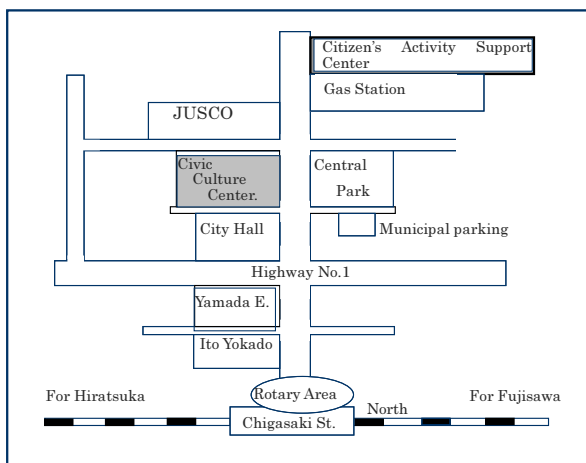 Citizen's Activity Support
Center
Gas Station
JUSCO
Civic
Culture
Center.
Central
Park
City Hall
Municipal parking
Highway No.1
Yamada E.
Ito Yokado
For Hiratsuka
Rotary Area
For Fujisawa
North
Chigasaki St.